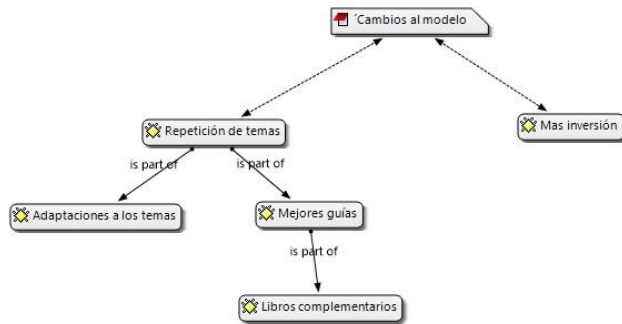 ´Cambios al modelo
Repetición de temas
Mas inversión
is part of
is part of
Adaptaciones a los temas
Mejores guías
is part of
Libros complementarios